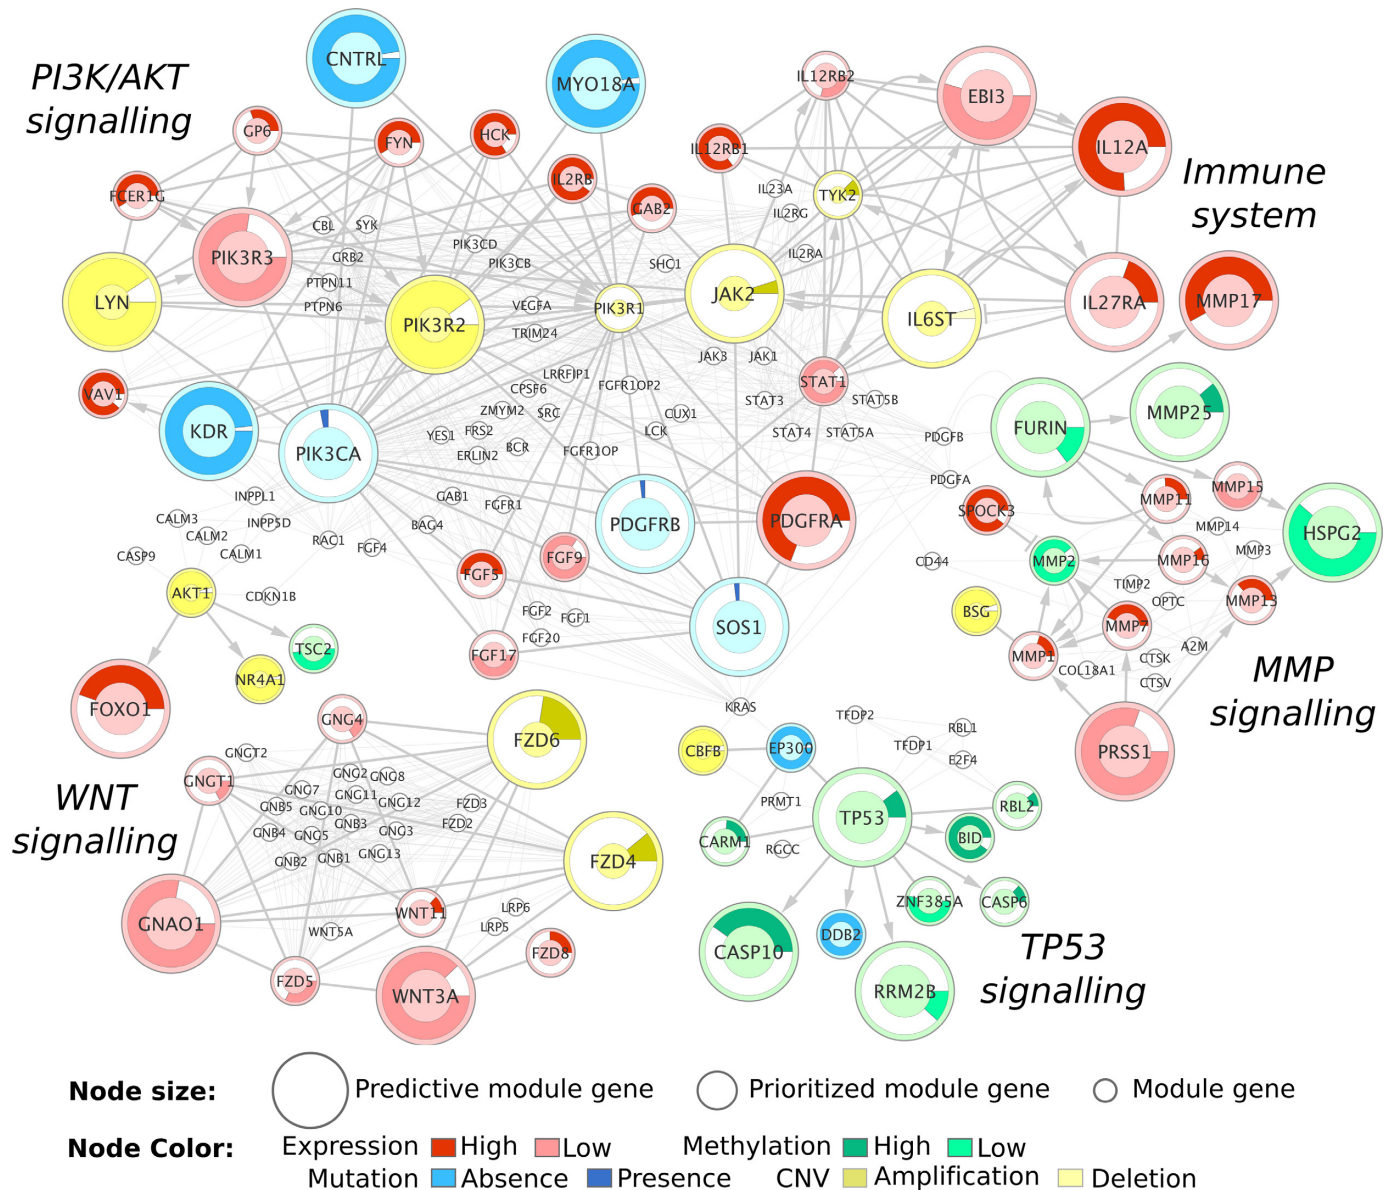 PI3K/AKT
signalling
CNTRL
MYO18A
IL12RB2
EBI3
GP6
FYN
HCK
IL12RB1
IL12A
Immune
system
FCER1G
IL2RB
GAB2
IL23A
TYK2
IL2RG
CBL
SYK
PIK3CD
PIK3R3
GRB2
PIK3CB
SHC1
IL2RA
PTPN11
PTPN6
LYN
PIK3R2
VEGFA
PIK3R1
JAK2
IL6ST
IL27RA
MMP17
TRIM24
JAK3
JAK1
LRRFIP1
FGFR1OP2
STAT1
VAV1
CPSF6
STAT3
STAT5B
ZMYM2
SRC
CUX1
MMP25
KDR
YES1
FRS2
LCK
STAT4
STAT5A
PDGFB
FURIN
BCR
ERLIN2
FGFR1OP
PIK3CA
PDGFA
INPPL1
GAB1
FGFR1
MMP11
MMP15
SPOCK3
CALM3
INPP5D
BAG4
PDGFRB
PDGFRA
MMP14
HSPG2
CALM2
RAC1
FGF4
CASP9
CALM1
FGF9
CD44
MMP2
MMP16
MMP3
FGF5
TIMP2
AKT1
CDKN1B
OPTC
MMP13
FGF2
FGF1
BSG
MMP7
SOS1
FGF20
TSC2
FGF17
MMP1
A2M
CTSK
COL18A1
CTSV
MMP
signalling
NR4A1
FOXO1
KRAS
TFDP2
RBL1
GNG4
FZD6
CBFB
EP300
TFDP1
E2F4
PRSS1
GNGT2
GNGT1
GNG2
GNG8
GNG7
GNG11
GNG12
GNB5
GNG10
FZD3
PRMT1
RBL2
WNT
signalling
GNB4
GNG5
GNB3
GNG3
FZD2
TP53
CARM1
RGCC
BID
GNB2
GNB1
GNG13
FZD4
GNAO1
WNT11
LRP6
LRP5
ZNF385A
CASP6
WNT5A
DDB2
CASP10
FZD8
TP53
signalling
FZD5
WNT3A
RRM2B
Node size: Predictive module gene Prioritized module gene Module gene
Node Color: Expression High Low Methylation High Low
Mutation Absence Presence CNV Amplification Deletion